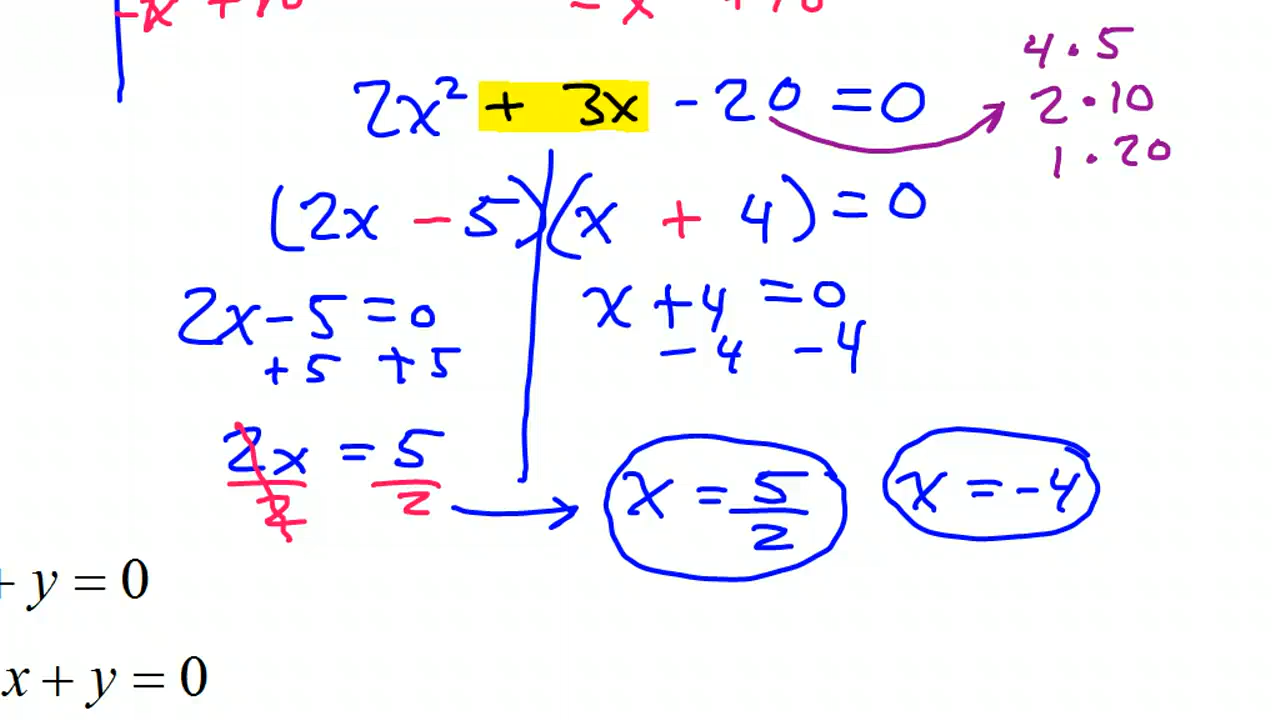 4 · 5
2x² + 3x - 20 = 0
2 · 10
1 · 20
(2x - 5)(x + 4) = 0
2x - 5 = 0
x + 4 = 0
+5 +5
- 4 - 4
2x = 5
2 2
x = 5/2
x = -4
+ y = 0
x + y = 0